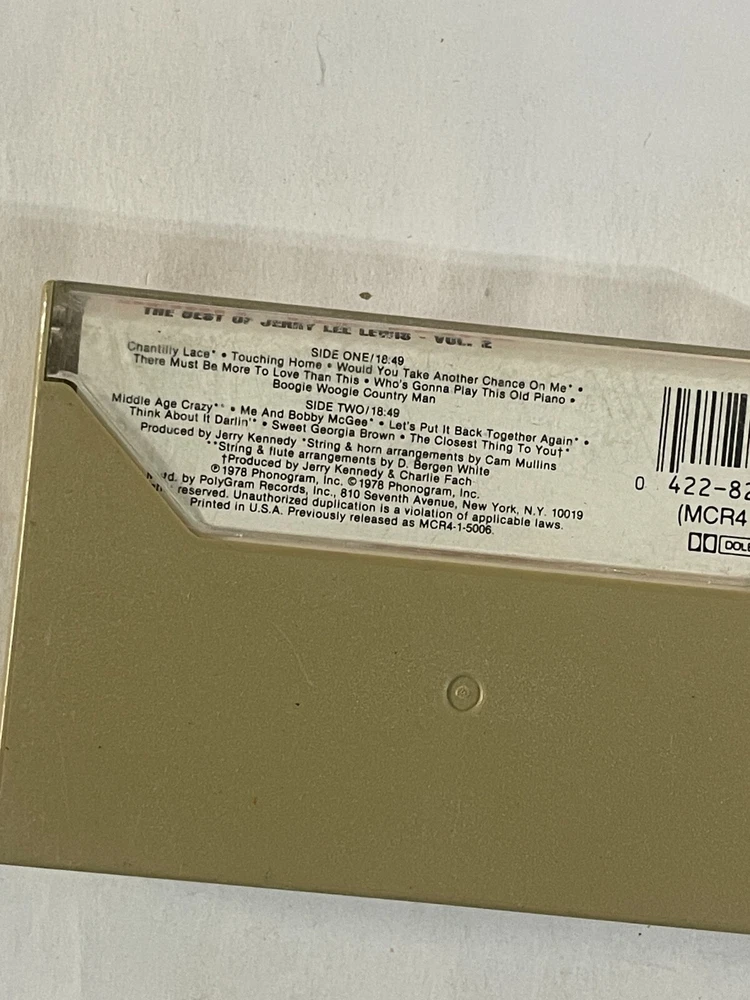 THE BEST OF JERRY LEE LEWIS - VOL. 2
SIDE ONE/18:49
Chantilly Lace* • Touching Home • Would You Take Another Chance On Me* •
There Must Be More To Love Than This • Who's Gonna Play This Old Piano •
Boogie Woogie Country Man
SIDE TWO/18:49
Middle Age Crazy** • Me And Bobby McGee* • Let's Put It Back Together Again* •
Think About It Darlin'* • Sweet Georgia Brown • The Closest Thing To You†*
Produced by Jerry Kennedy *String & horn arrangements by Cam Mullins
**String & flute arrangements by D. Bergen White
†Produced by Jerry Kennedy & Charlie Fach
℗1978 Phonogram, Inc. ©1978 Phonogram, Inc.
by PolyGram Records, Inc., 810 Seventh Avenue, New York, N.Y. 10019
reserved. Unauthorized duplication is a violation of applicable laws.
Printed in U.S.A. Previously released as MCR4-1-5006.
0 422-82
(MCR4
DOLB